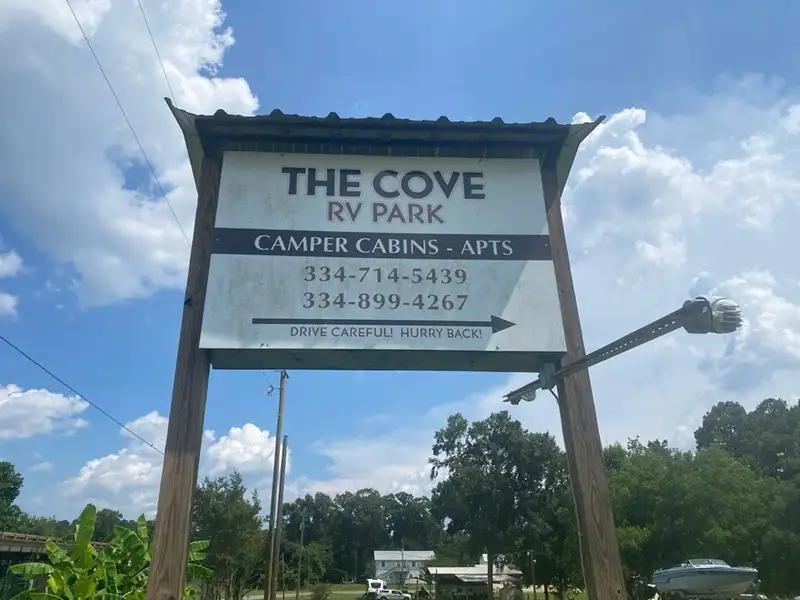 THE COVE
RV PARK
CAMPER CABINS - APTS
334-714-5439
334-899-4267
DRIVE CAREFUL! HURRY BACK!